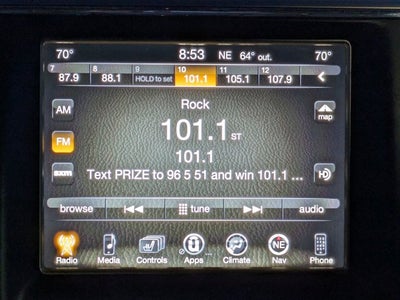 70° 8:53 NE 64° out. 70°
7 8 9 10 11 12
87.9 88.1 HOLD to set 101.1 105.1 107.9
Rock
AM
map
101.1 ST
FM
101.1
sxm Text PRIZE to 96 5 51 and win 101.1 ...
browse tune audio
NE
Radio Media Controls Apps Climate Nav Phone